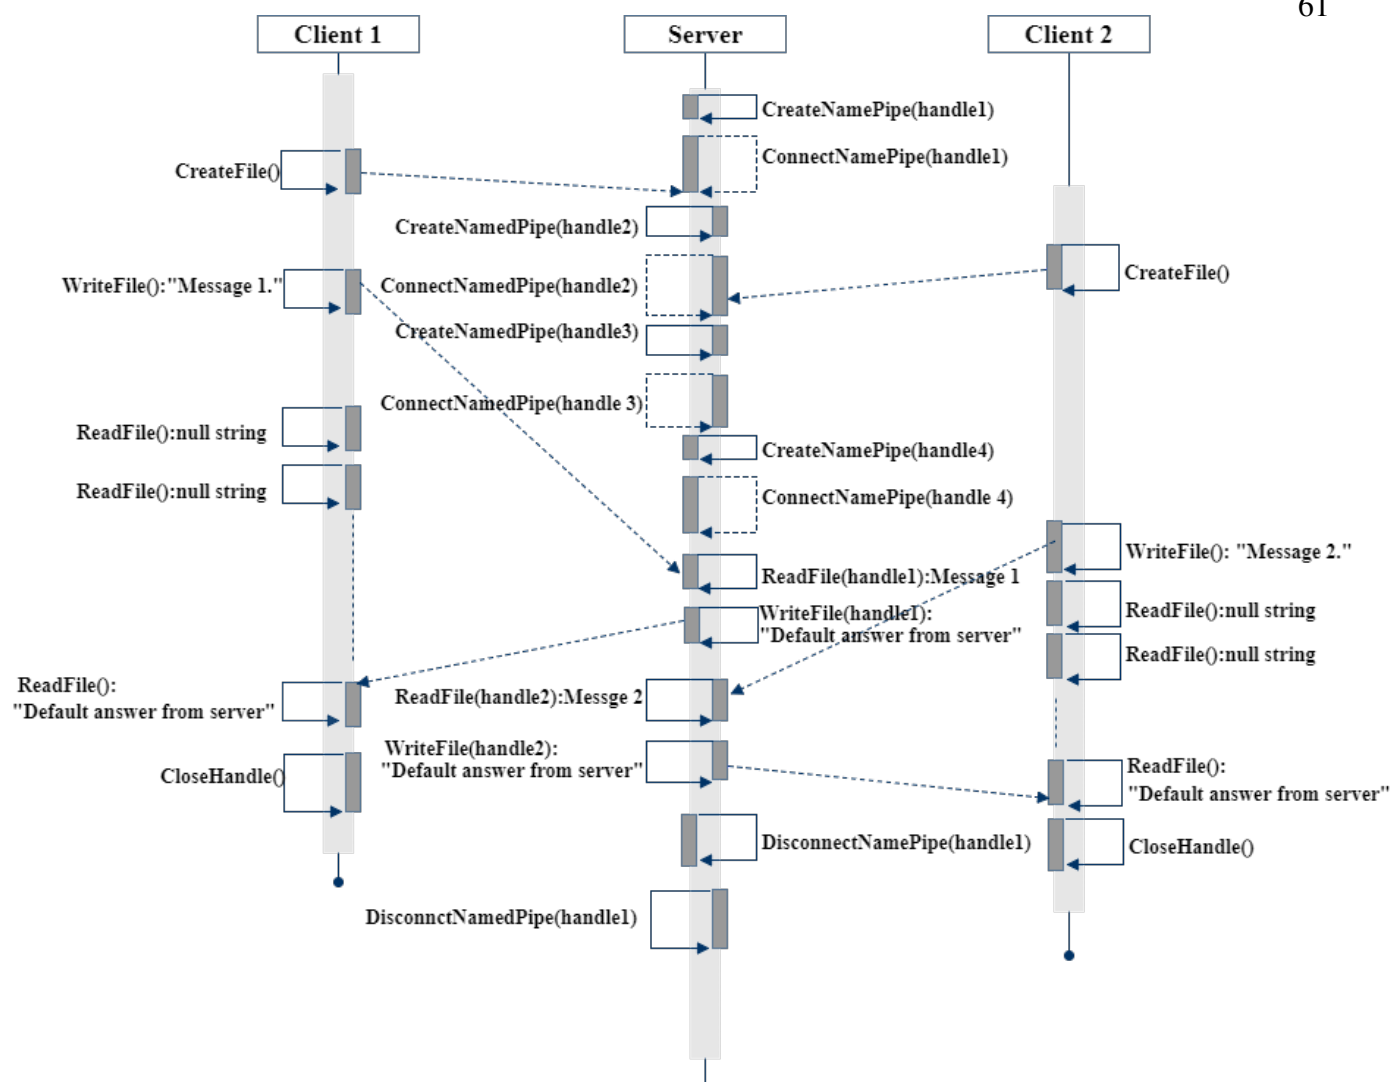 61
Client 1
Server
Client 2
CreateNamePipe(handle1)
ConnectNamePipe(handle1)
CreateFile()
CreateNamedPipe(handle2)
CreateFile()
WriteFile():"Message 1."
ConnectNamedPipe(handle2)
CreateNamedPipe(handle3)
ConnectNamedPipe(handle 3)
ReadFile():null string
CreateNamePipe(handle4)
ReadFile():null string
ConnectNamePipe(handle 4)
WriteFile(): "Message 2."
ReadFile(handle1):Message 1
ReadFile():null string
WriteFile(handle1):
"Default answer from server"
ReadFile():null string
ReadFile():
"Default answer from server"
ReadFile(handle2):Messge 2
WriteFile(handle2):
"Default answer from server"
ReadFile():
"Default answer from server"
CloseHandle()
DisconnectNamePipe(handle1)
CloseHandle()
DisconnctNamedPipe(handle1)